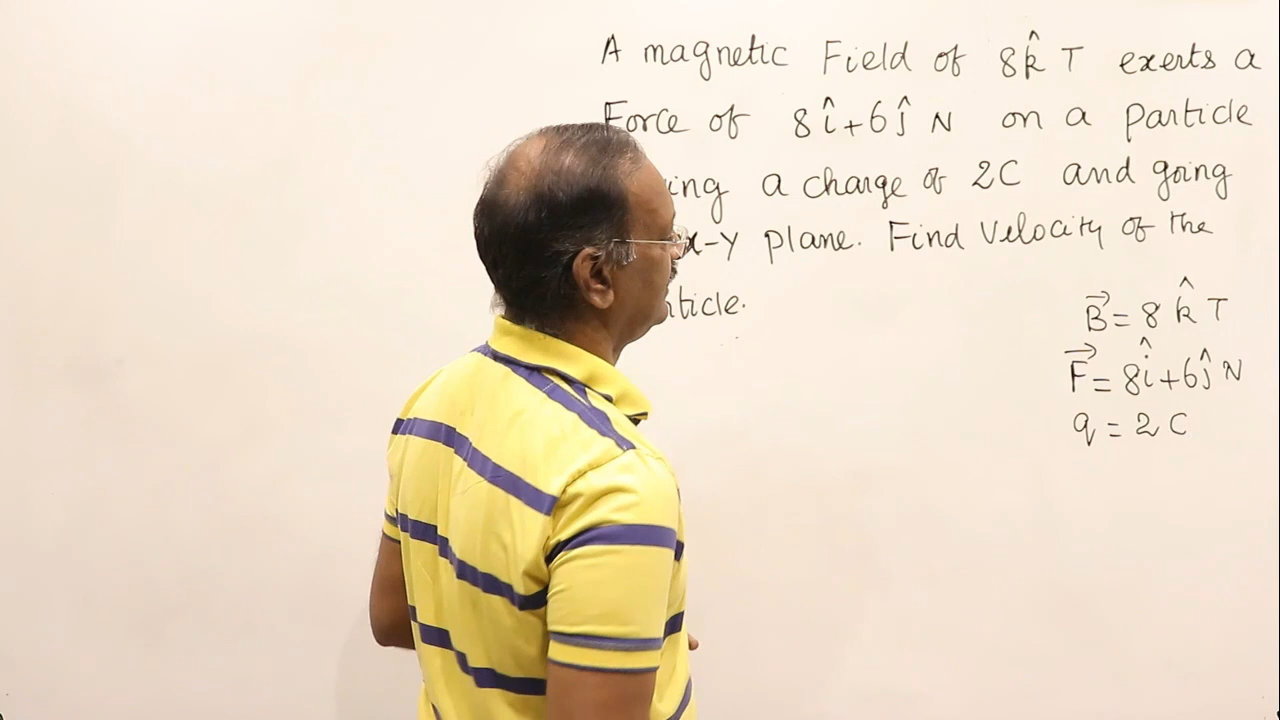 A magnetic Field of 8k̂ T exerts a
Force of 8î+6ĵ N on a particle
a charge of 2C and going
x-y plane. Find Velocity of the
B⃗ = 8 k̂ T
F⃗ = 8î+6ĵ N
q = 2 C